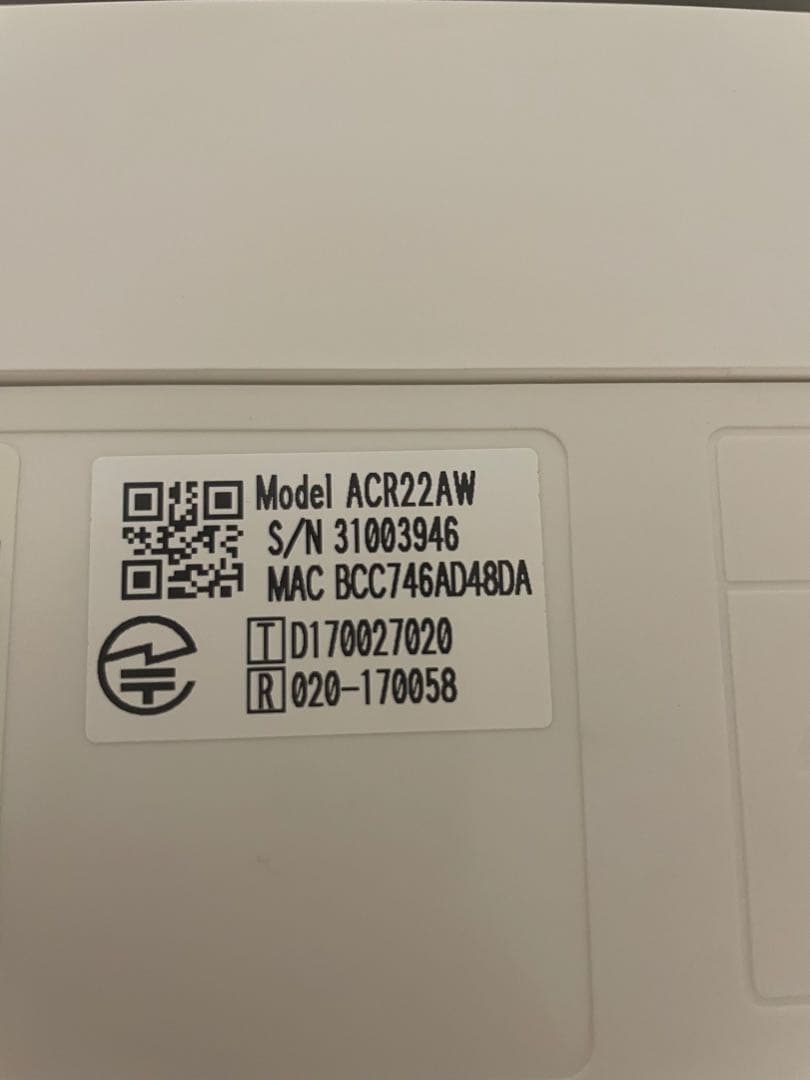 Model ACR22AW
S/N 31003946
MAC BCC746AD48DA
T D170027020
R 020-170058